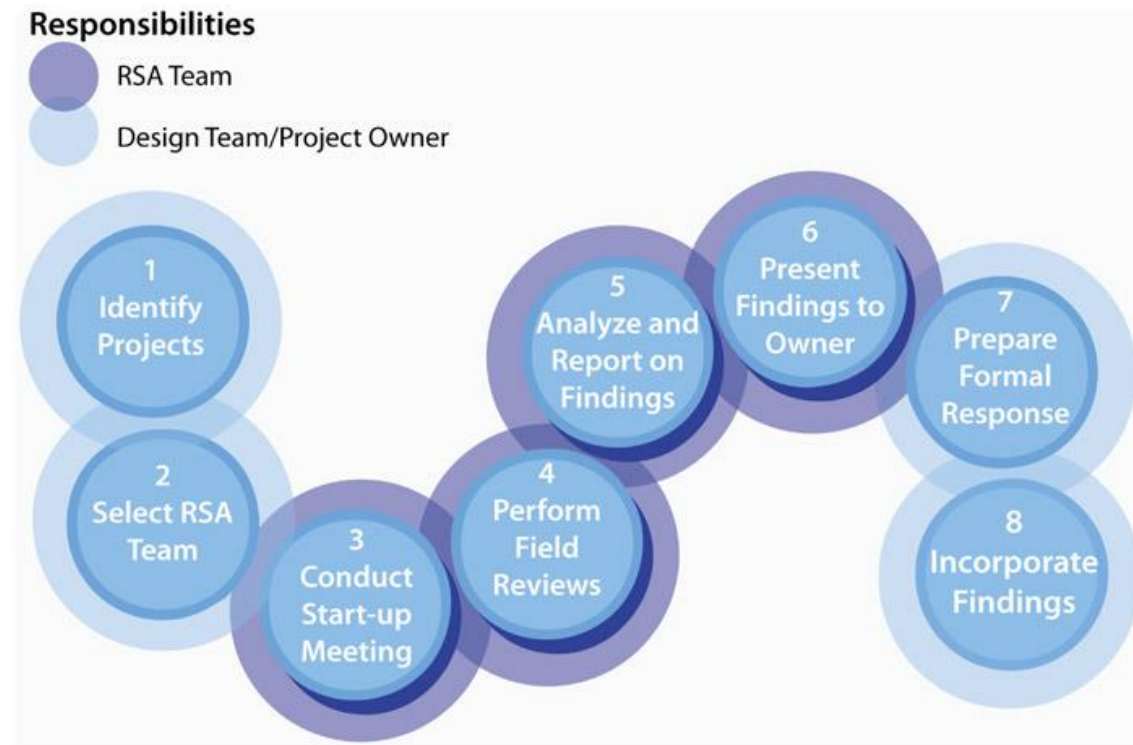 Responsibilities
RSA Team
Design Team/Project Owner
1
Identify
Projects
2
Select RSA
Team
3
Conduct
Start-up
Meeting
4
Perform
Field
Reviews
5
Analyze and
Report on
Findings
6
Present
Findings to
Owner
7
Prepare
Formal
Response
8
Incorporate
Findings